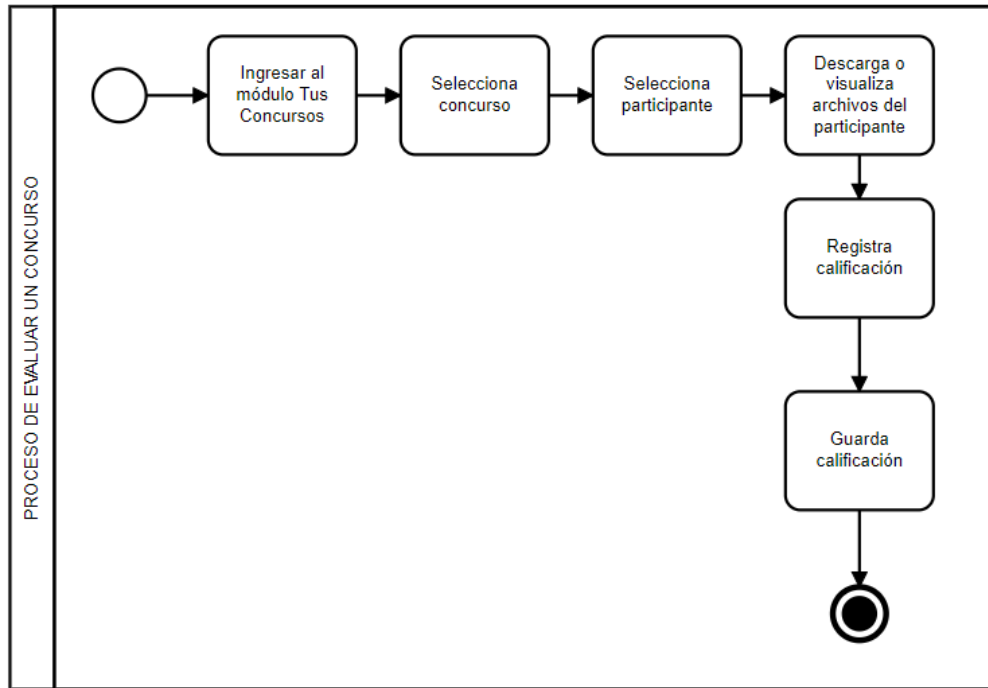 PROCESO DE EVALUAR UN CONCURSO
Ingresar al
módulo Tus
Concursos
Selecciona
concurso
Selecciona
participante
Descarga o
visualiza
archivos del
participante
Registra
calificación
Guarda
calificación